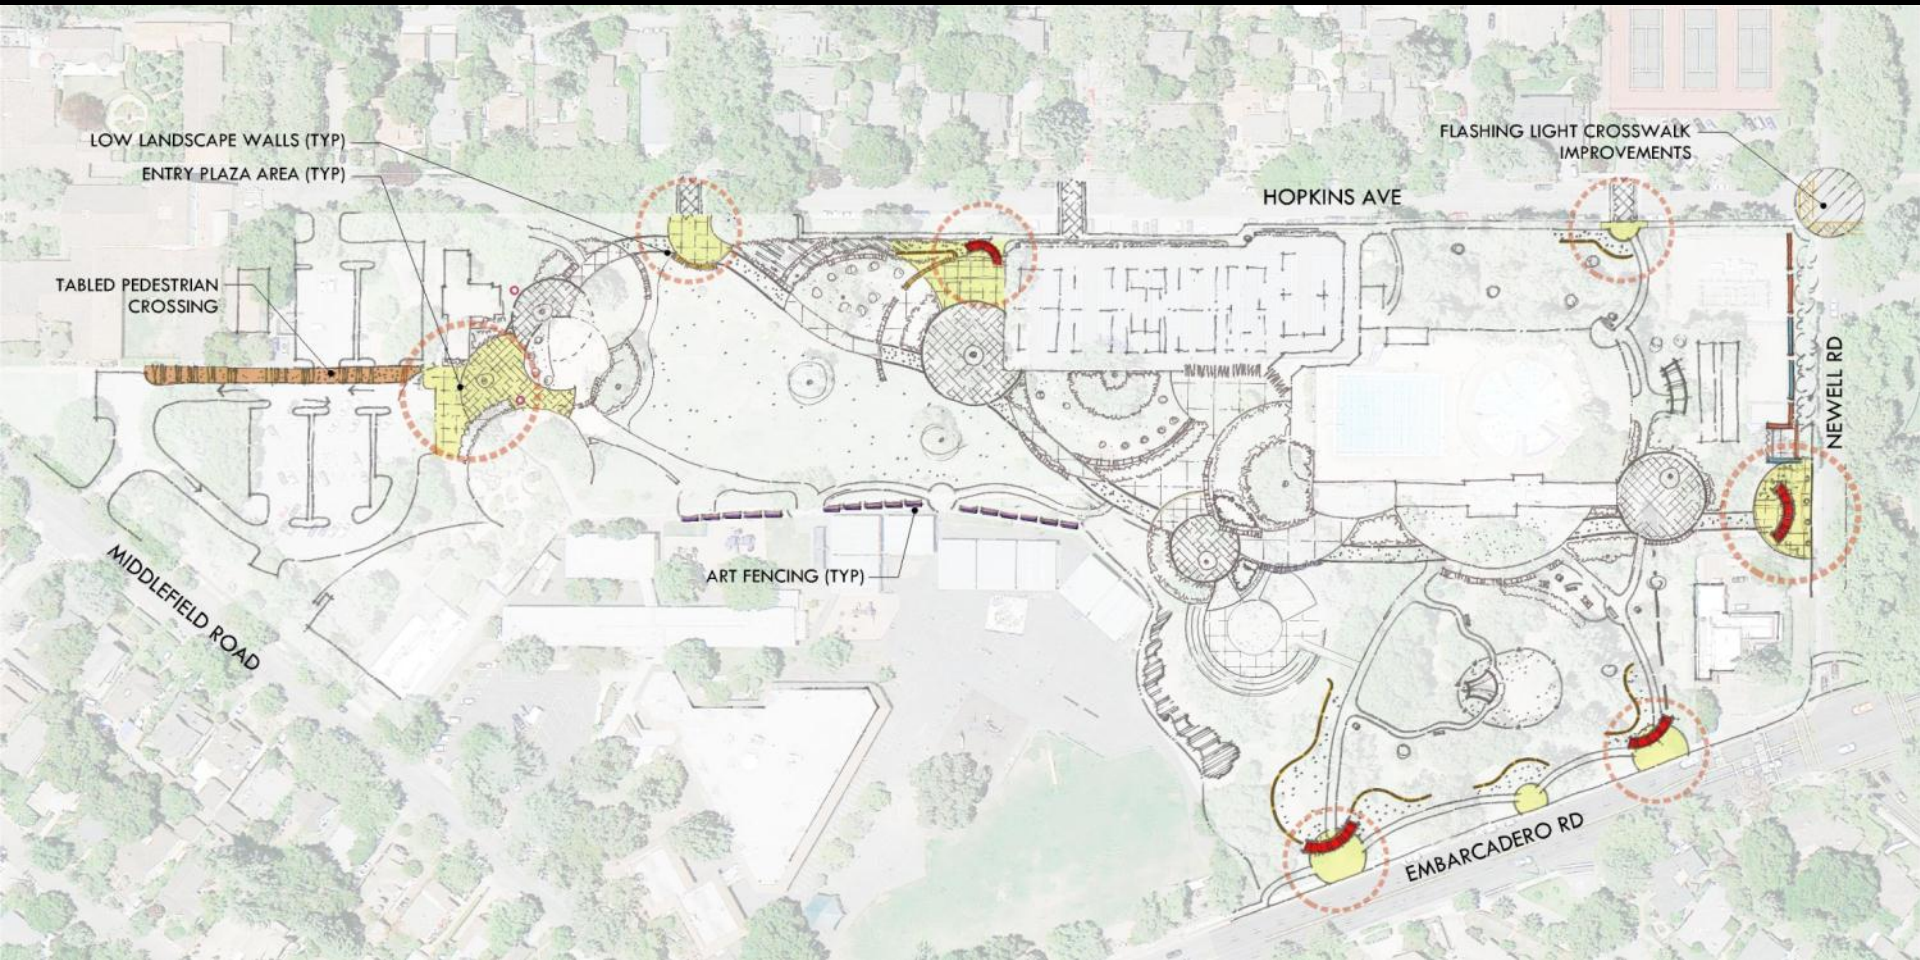 LOW LANDSCAPE WALLS (TYP)
ENTRY PLAZA AREA (TYP)
FLASHING LIGHT CROSSWALK
IMPROVEMENTS
HOPKINS AVE
TABLED PEDESTRIAN
CROSSING
NEWELL RD
ART FENCING (TYP)
MIDDLEFIELD ROAD
EMBARCADERO RD